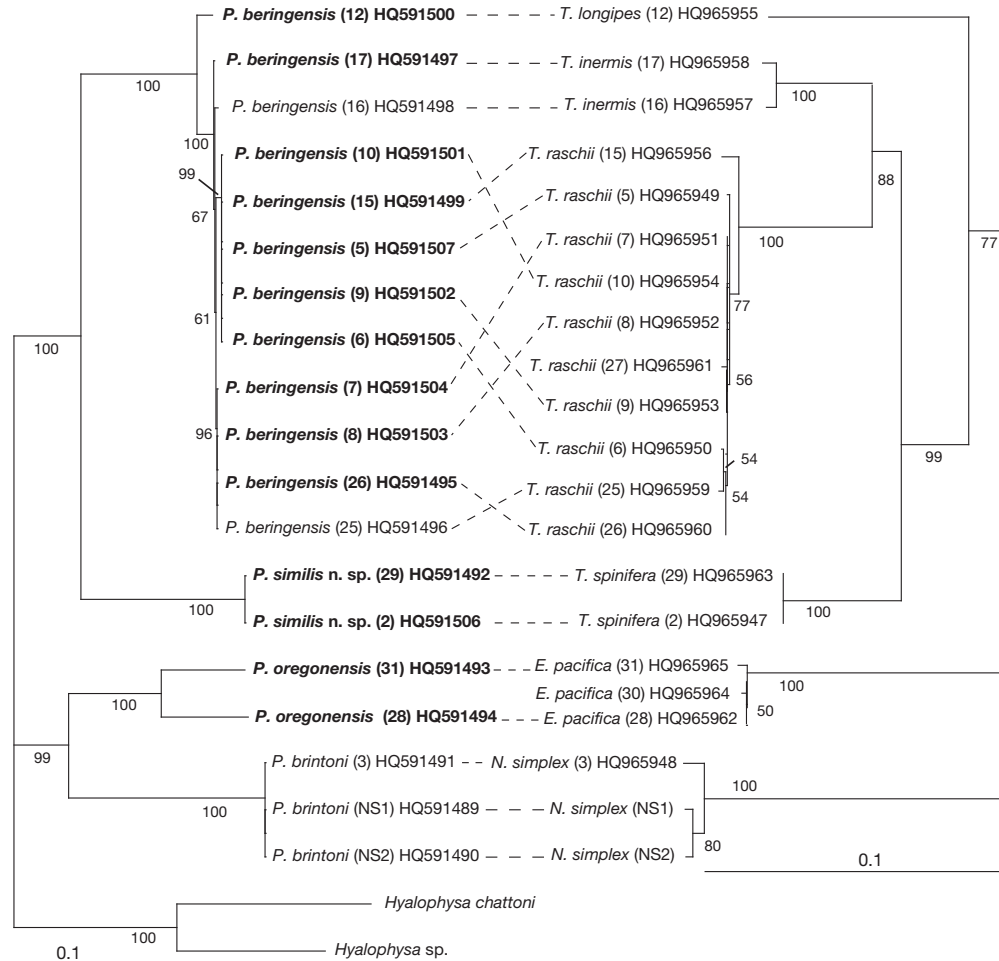 P. beringensis (12) HQ591500 T. longipes (12) HQ965955
P. beringensis (17) HQ591497 T. inermis (17) HQ965958
100 100
P. beringensis (16) HQ591498 T. inermis (16) HQ965957
100
P. beringensis (10) HQ591501 T. raschii (15) HQ965956
99 88
P. beringensis (15) HQ591499 T. raschii (5) HQ965949
67
P. beringensis (5) HQ591507 T. raschii (7) HQ965951 100 77
P. beringensis (9) HQ591502 T. raschii (10) HQ965954
77
61 T. raschii (8) HQ965952
P. beringensis (6) HQ591505
100
T. raschii (27) HQ965961
56
P. beringensis (7) HQ591504
T. raschii (9) HQ965953
P. beringensis (8) HQ591503
96
T. raschii (6) HQ965950
54 99
P. beringensis (26) HQ591495 T. raschii (25) HQ965959
54
P. beringensis (25) HQ591496 T. raschii (26) HQ965960
P. similis n. sp. (29) HQ591492 T. spinifera (29) HQ965963
100 100
P. similis n. sp. (2) HQ591506 T. spinifera (2) HQ965947
P. oregonensis (31) HQ591493 E. pacifica (31) HQ965965
100
E. pacifica (30) HQ965964
100 50
P. oregonensis (28) HQ591494 E. pacifica (28) HQ965962
99
P. brintoni (3) HQ591491 N. simplex (3) HQ965948
100
100
P. brintoni (NS1) HQ591489 N. simplex (NS1)
80
P. brintoni (NS2) HQ591490 N. simplex (NS2)
0.1
Hyalophysa chattoni
100
0.1
Hyalophysa sp.